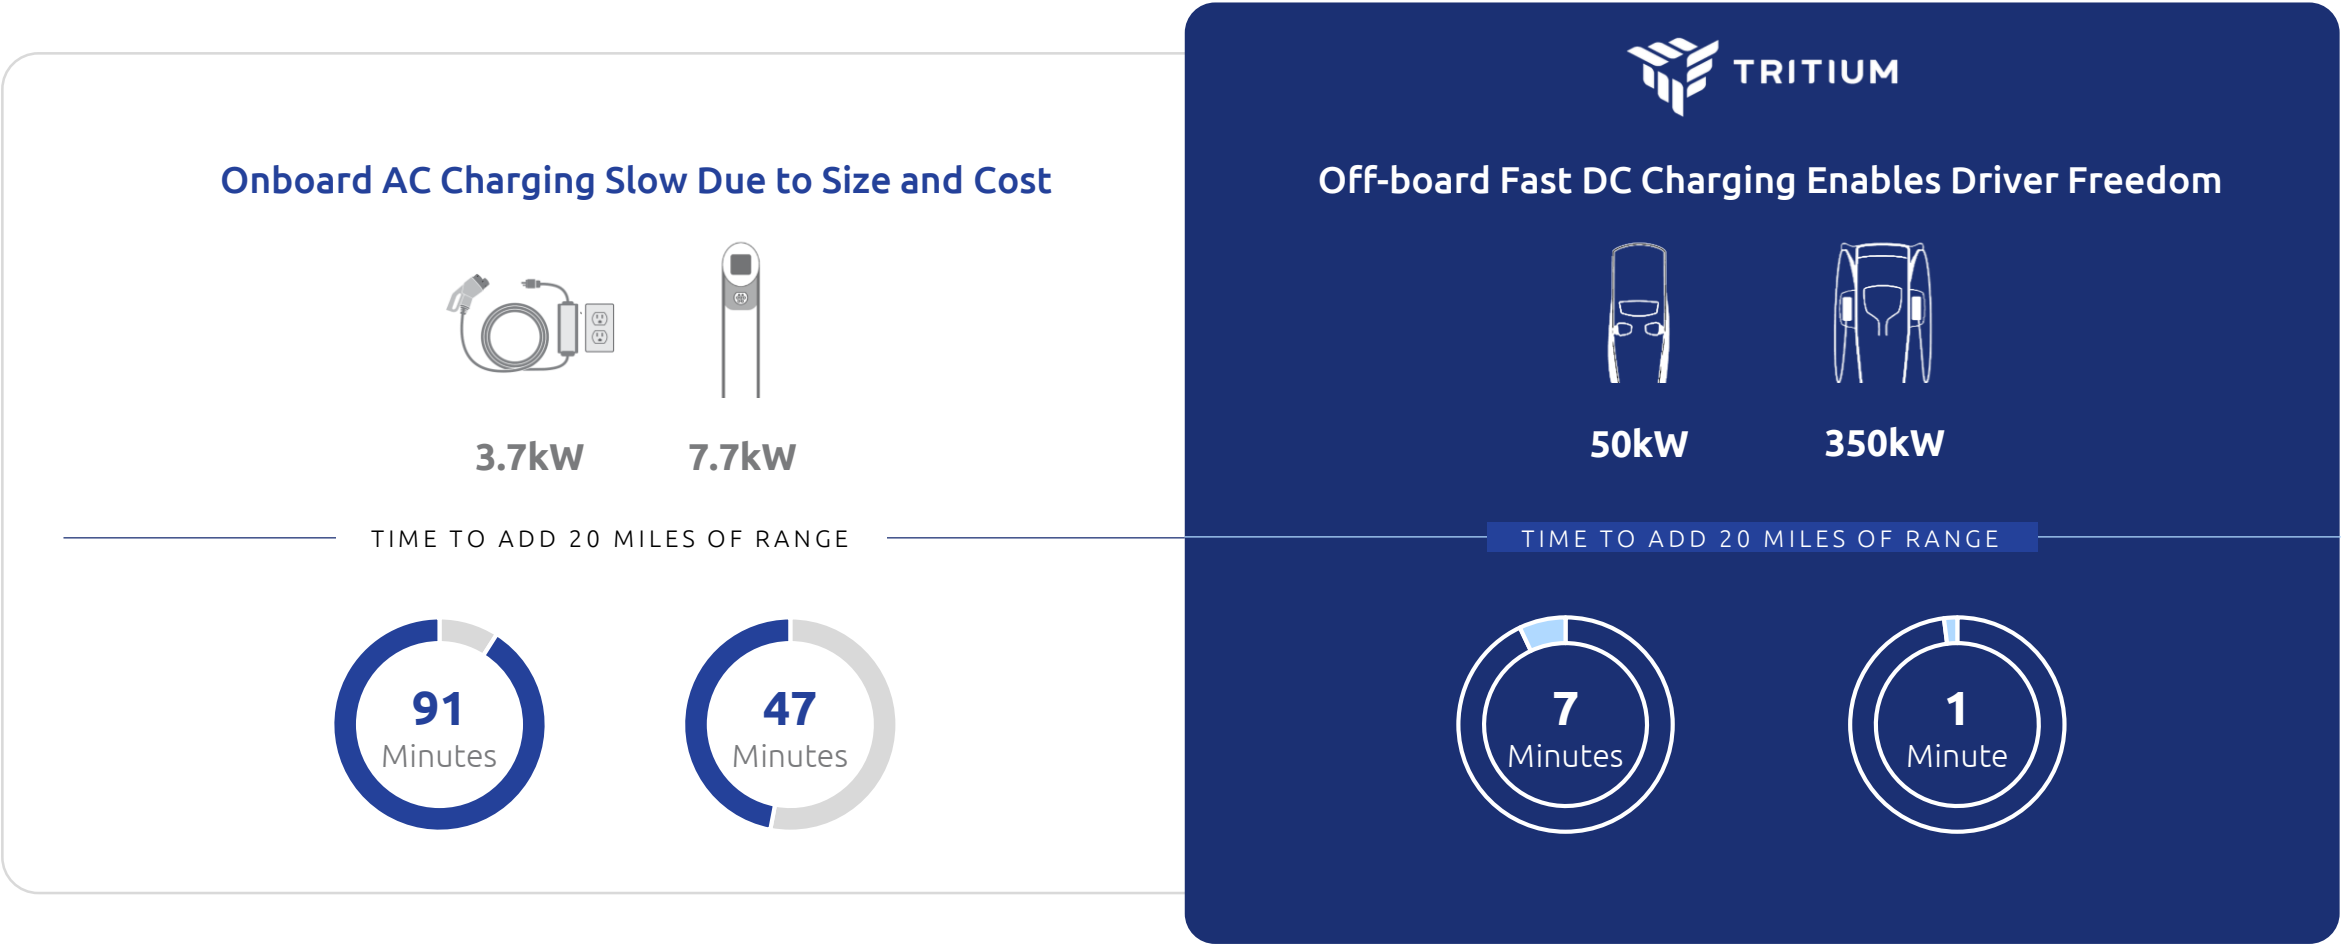 TRITIUM
Onboard AC Charging Slow Due to Size and Cost
3.7kW
7.7kW
TIME TO ADD 20 MILES OF RANGE
91
Minutes
47
Minutes
Off-board Fast DC Charging Enables Driver Freedom
50kW
350kW
TIME TO ADD 20 MILES OF RANGE
7
Minutes
1
Minute